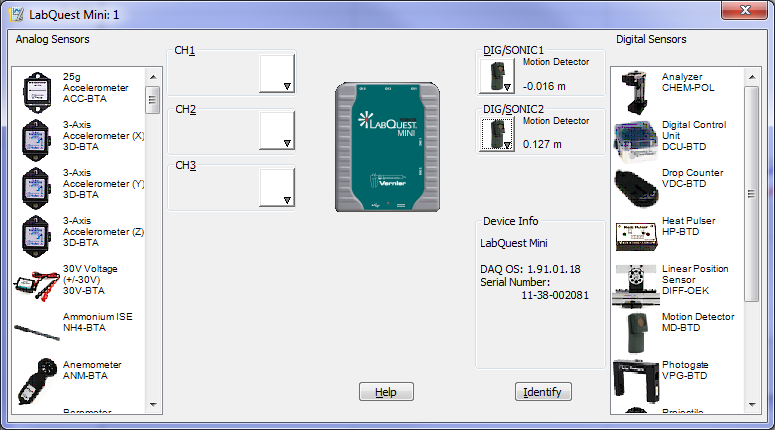 LabQuest Mini: 1
Analog Sensors
25g
Accelerometer
ACC-BTA
3-Axis
Accelerometer (X)
3D-BTA
3-Axis
Accelerometer (Y)
3D-BTA
3-Axis
Accelerometer (Z)
3D-BTA
30V Voltage
(+/-30V)
30V-BTA
Ammonium ISE
NH4-BTA
Anemometer
ANM-BTA
Barometer
CH1
CH2
CH3
LABQUEST
MINI
Vernier
DIG/SONIC1
Motion Detector
-0.016 m
DIG/SONIC2
Motion Detector
0.127 m
Device Info
LabQuest Mini
DAQ OS: 1.91.01.18
Serial Number:
11-38-002081
Help
Identify
Digital Sensors
Analyzer
CHEM-POL
Digital Control
Unit
DCU-BTD
Drop Counter
VDC-BTD
Heat Pulser
HP-BTD
Linear Position
Sensor
DIFF-OEK
Motion Detector
MD-BTD
Photogate
VPG-BTD
Projectile